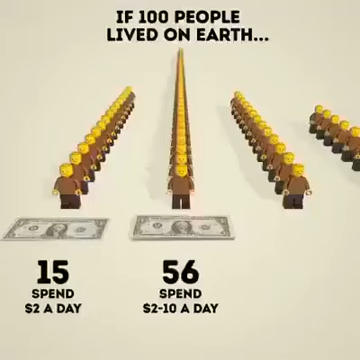 IF 100 PEOPLE
LIVED ON EARTH...
15
SPEND
$2 A DAY
56
SPEND
$2-10 A DAY